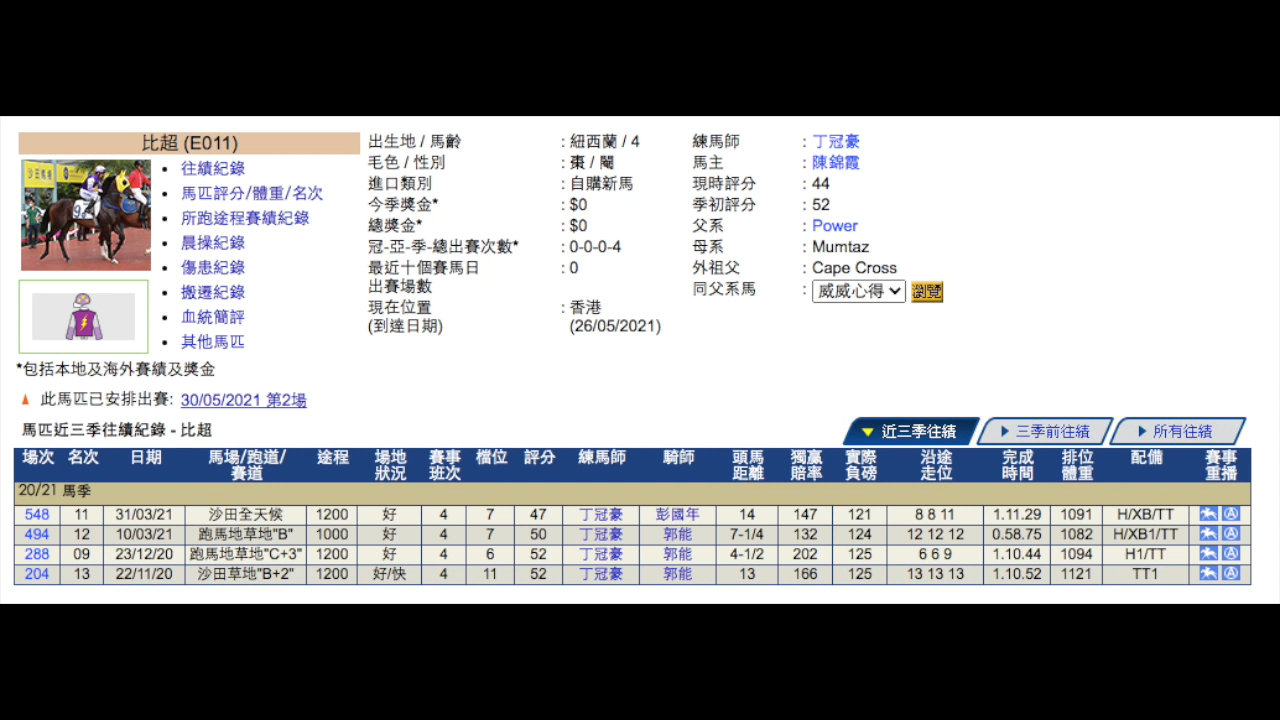 比超 (E011)
往績紀錄
馬匹評分/體重/名次
所跑途程賽績紀錄
晨操紀錄
傷患紀錄
搬遷紀錄
血統簡評
其他馬匹
出生地 / 馬齡 : 紐西蘭 / 4
毛色 / 性別 : 棗 / 閹
進口類別 : 自購新馬
今季獎金* : $0
總獎金* : $0
冠-亞-季-總出賽次數* : 0-0-0-4
最近十個賽馬日 : 0
出賽場數
現在位置 : 香港
(到達日期) (26/05/2021)
練馬師 : 丁冠豪
馬主 : 陳錦霞
現時評分 : 44
季初評分 : 52
父系 : Power
母系 : Mumtaz
外祖父 : Cape Cross
同父系馬 : 威威心得 瀏覽
*包括本地及海外賽績及獎金
此馬匹已安排出賽: 30/05/2021 第2場
馬匹近三季往績紀錄 - 比超
近三季往績 三季前往績 所有往績
場次 名次 日期 馬場/跑道/賽道 途程 場地狀況 賽事班次 檔位 評分 練馬師 騎師 頭馬距離 獨贏賠率 實際負磅 沿途走位 完成時間 排位體重 配備 賽事重播
20/21 馬季
548 11 31/03/21 沙田全天候 1200 好 4 7 47 丁冠豪 彭國年 14 147 121 8 8 11 1.11.29 1091 H/XB/TT
494 12 10/03/21 跑馬地草地"B" 1000 好 4 7 50 丁冠豪 郭能 7-1/4 132 124 12 12 12 0.58.75 1082 H/XB1/TT
288 09 23/12/20 跑馬地草地"C+3" 1200 好 4 6 52 丁冠豪 郭能 4-1/2 202 125 6 6 9 1.10.44 1094 H1/TT
204 13 22/11/20 沙田草地"B+2" 1200 好/快 4 11 52 丁冠豪 郭能 13 166 125 13 13 13 1.10.52 1121 TT1